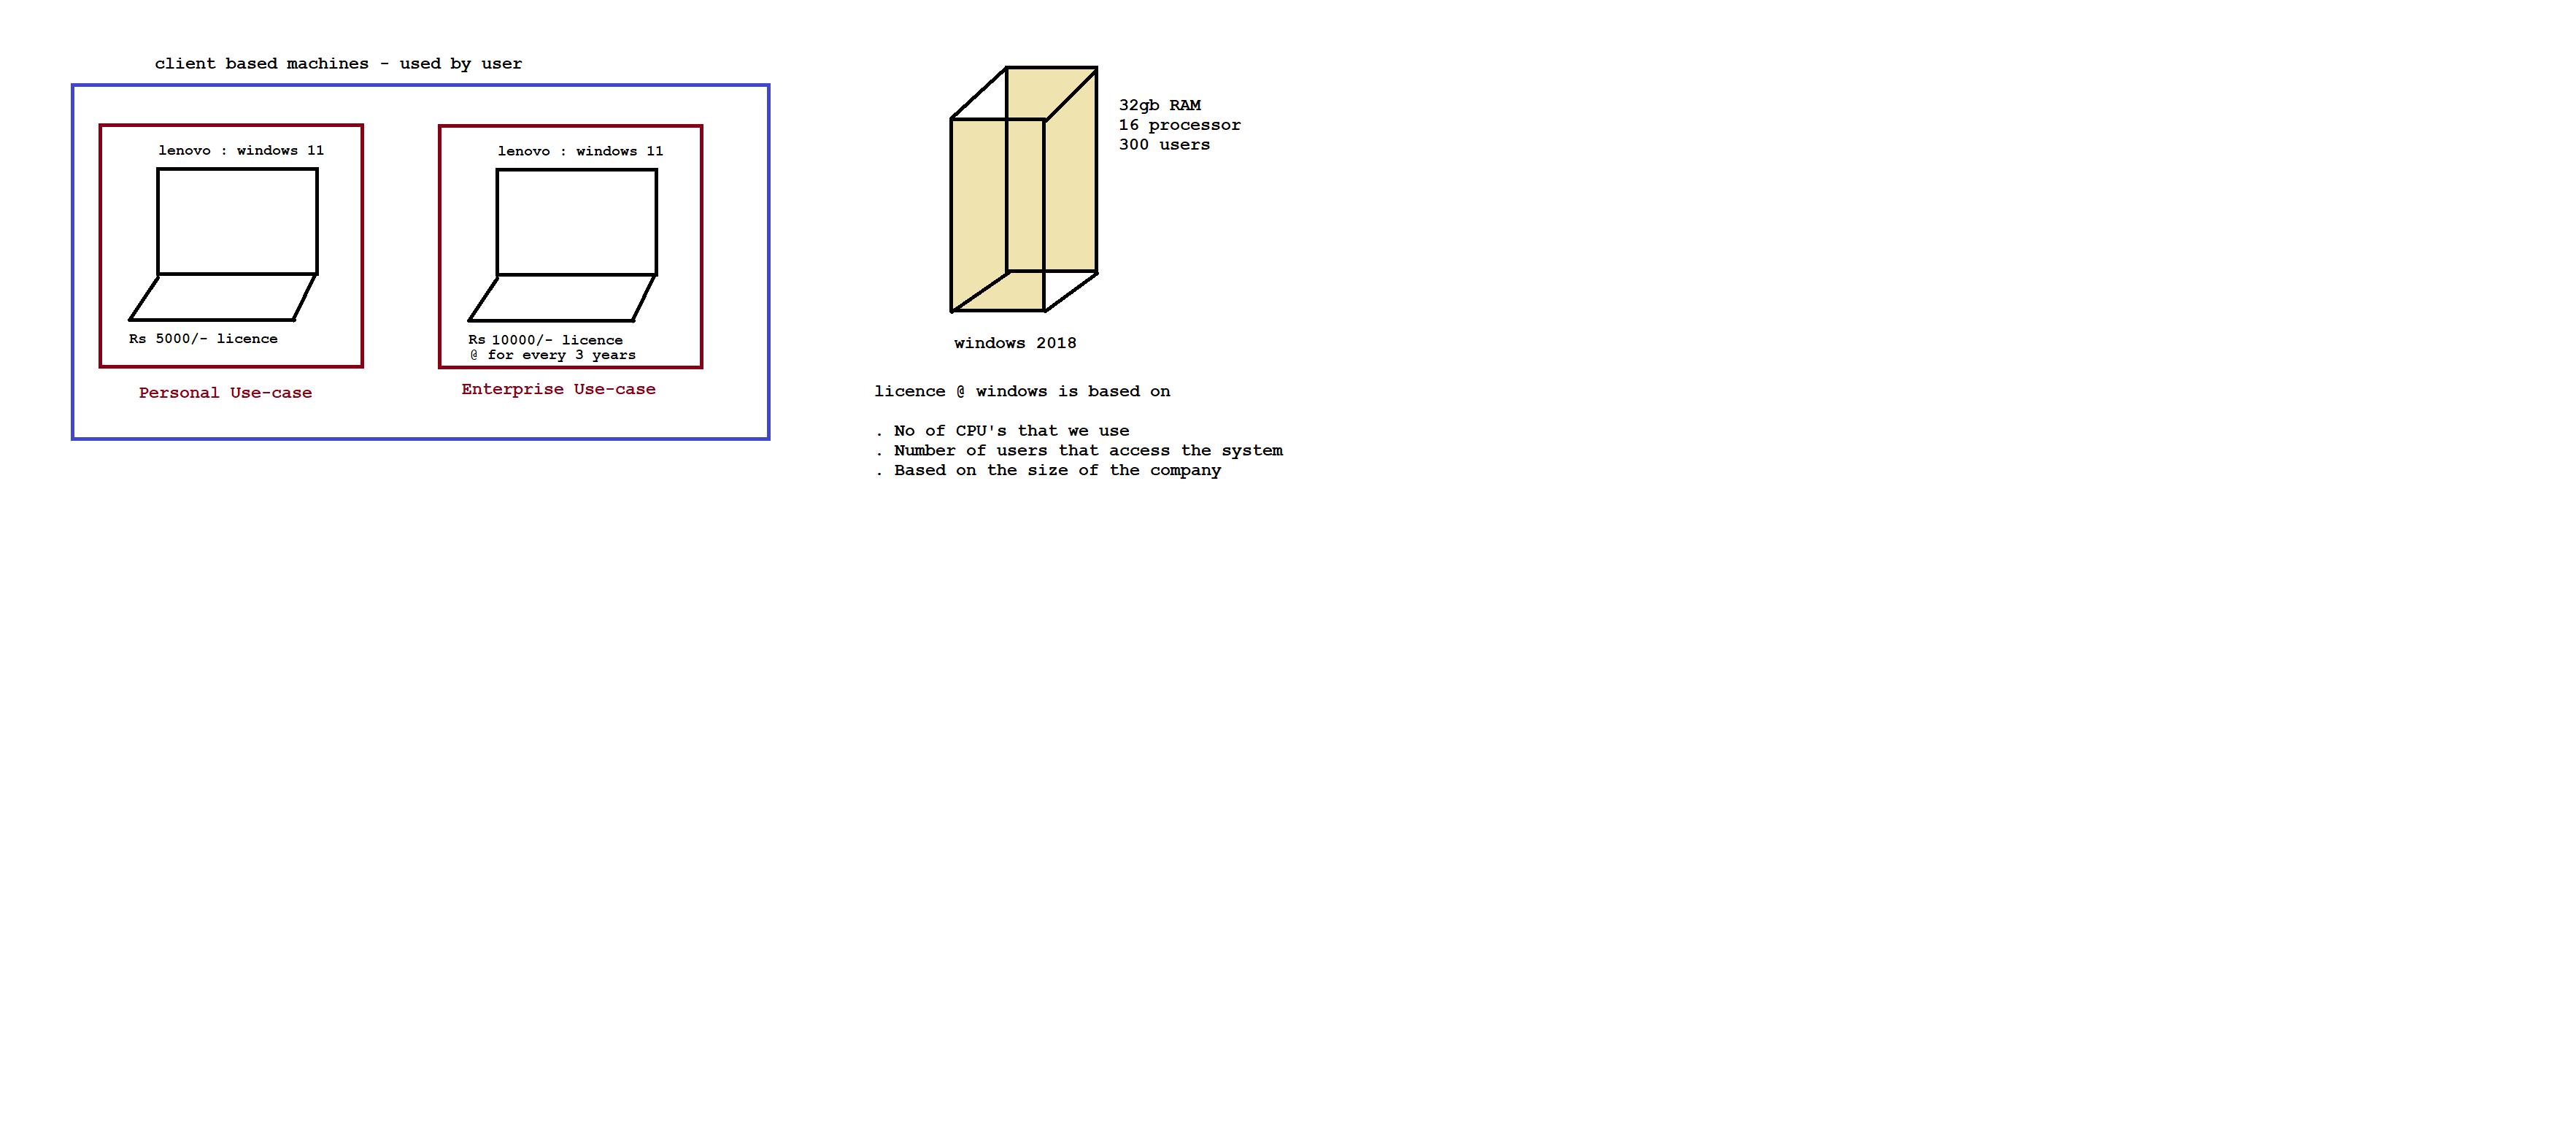 client based machines - used by user
lenovo : windows 11
Rs 5000/- licence
Personal Use-case
lenovo : windows 11
Rs 10000/- licence
@ for every 3 years
Enterprise Use-case
32gb RAM
16 processor
300 users
windows 2018
licence @ windows is based on
. No of CPU's that we use
. Number of users that access the system
. Based on the size of the company